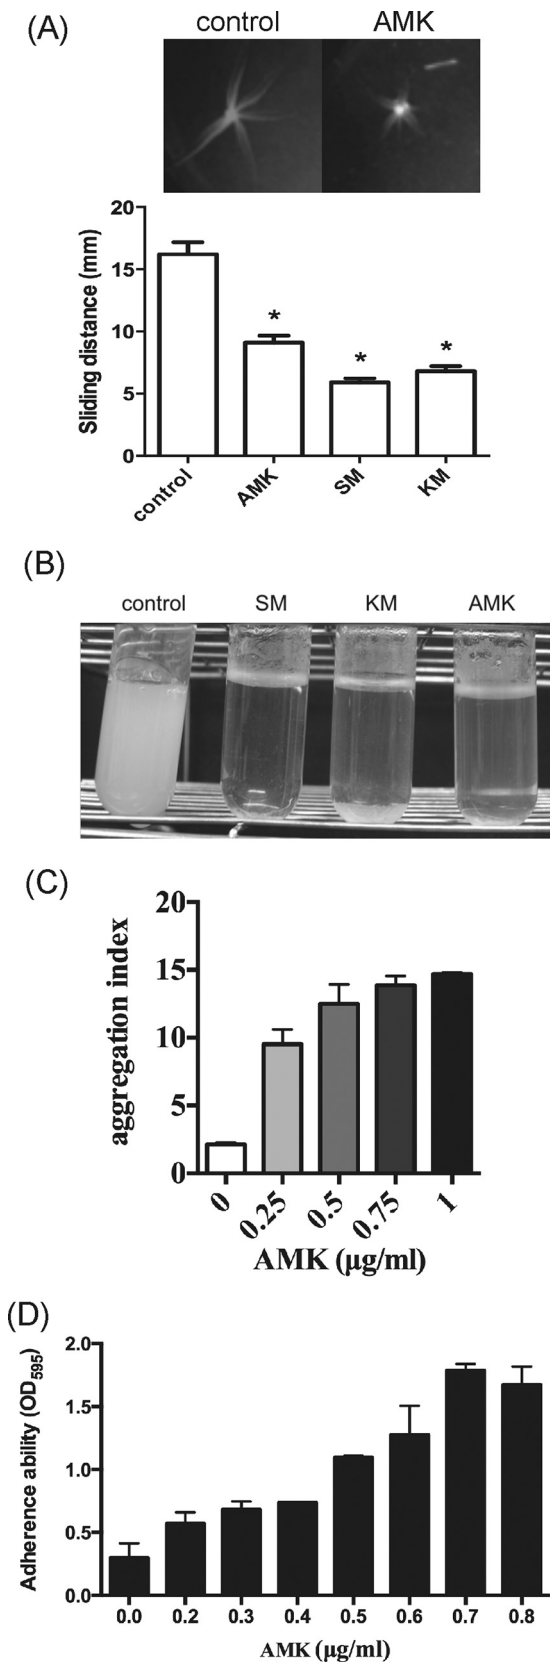 (A)
control AMK
20
15
10
5
0
Sliding distance (mm)
* * *
control AMK SM KM
(B)
control SM KM AMK
(C)
20
15
10
5
0
aggregation index
0 0.25 0.5 0.75 1
AMK (μg/ml)
(D)
2.0
1.5
1.0
0.5
0.0
Adherence ability (OD595)
0.0 0.2 0.3 0.4 0.5 0.6 0.7 0.8
AMK (μg/ml)